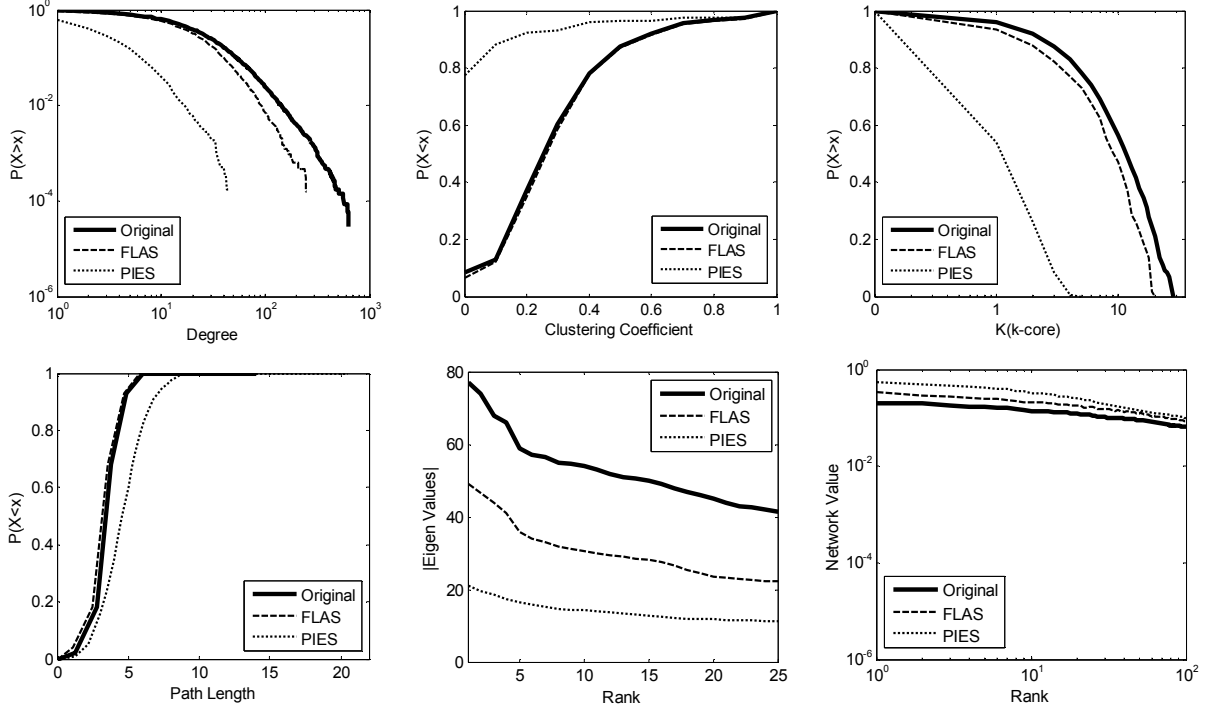 10^0
10^-2
10^-4
10^-6
P(X>x)
Original
FLAS
PIES
10^0
10^1
10^2
10^3
Degree
1
0.8
0.6
0.4
0.2
0
P(X<x)
Original
FLAS
PIES
0
0.2
0.4
0.6
0.8
1
Clustering Coefficient
1
0.8
0.6
0.4
0.2
0
P(X>x)
Original
FLAS
PIES
0
1
10
K(k-core)
1
0.8
0.6
0.4
0.2
0
P(X<x)
Original
FLAS
PIES
0
5
10
15
20
Path Length
80
60
40
20
0
|Eigen Values|
Original
FLAS
PIES
5
10
15
20
25
Rank
10^0
10^-2
10^-4
10^-6
Network Value
Original
FLAS
PIES
10^0
10^1
10^2
Rank